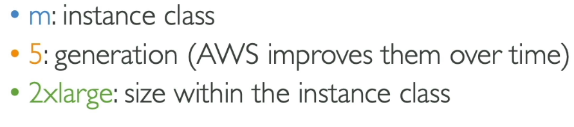 • m: instance class
• 5: generation (AWS improves them over time)
• 2xlarge: size within the instance class